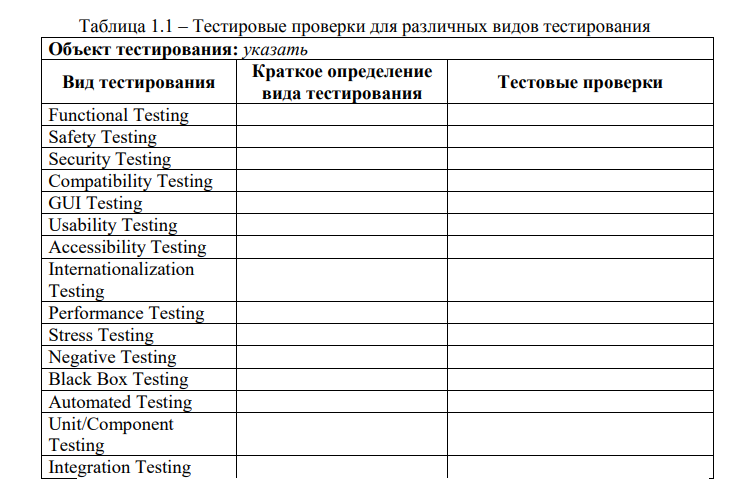 Таблица 1.1 – Тестировые проверки для различных видов тестирования
Объект тестирования: указать
Вид тестирования
Краткое определение
вида тестирования
Тестовые проверки
Functional Testing
Safety Testing
Security Testing
Compatibility Testing
GUI Testing
Usability Testing
Accessibility Testing
Internationalization
Testing
Performance Testing
Stress Testing
Negative Testing
Black Box Testing
Automated Testing
Unit/Component
Testing
Integration Testing